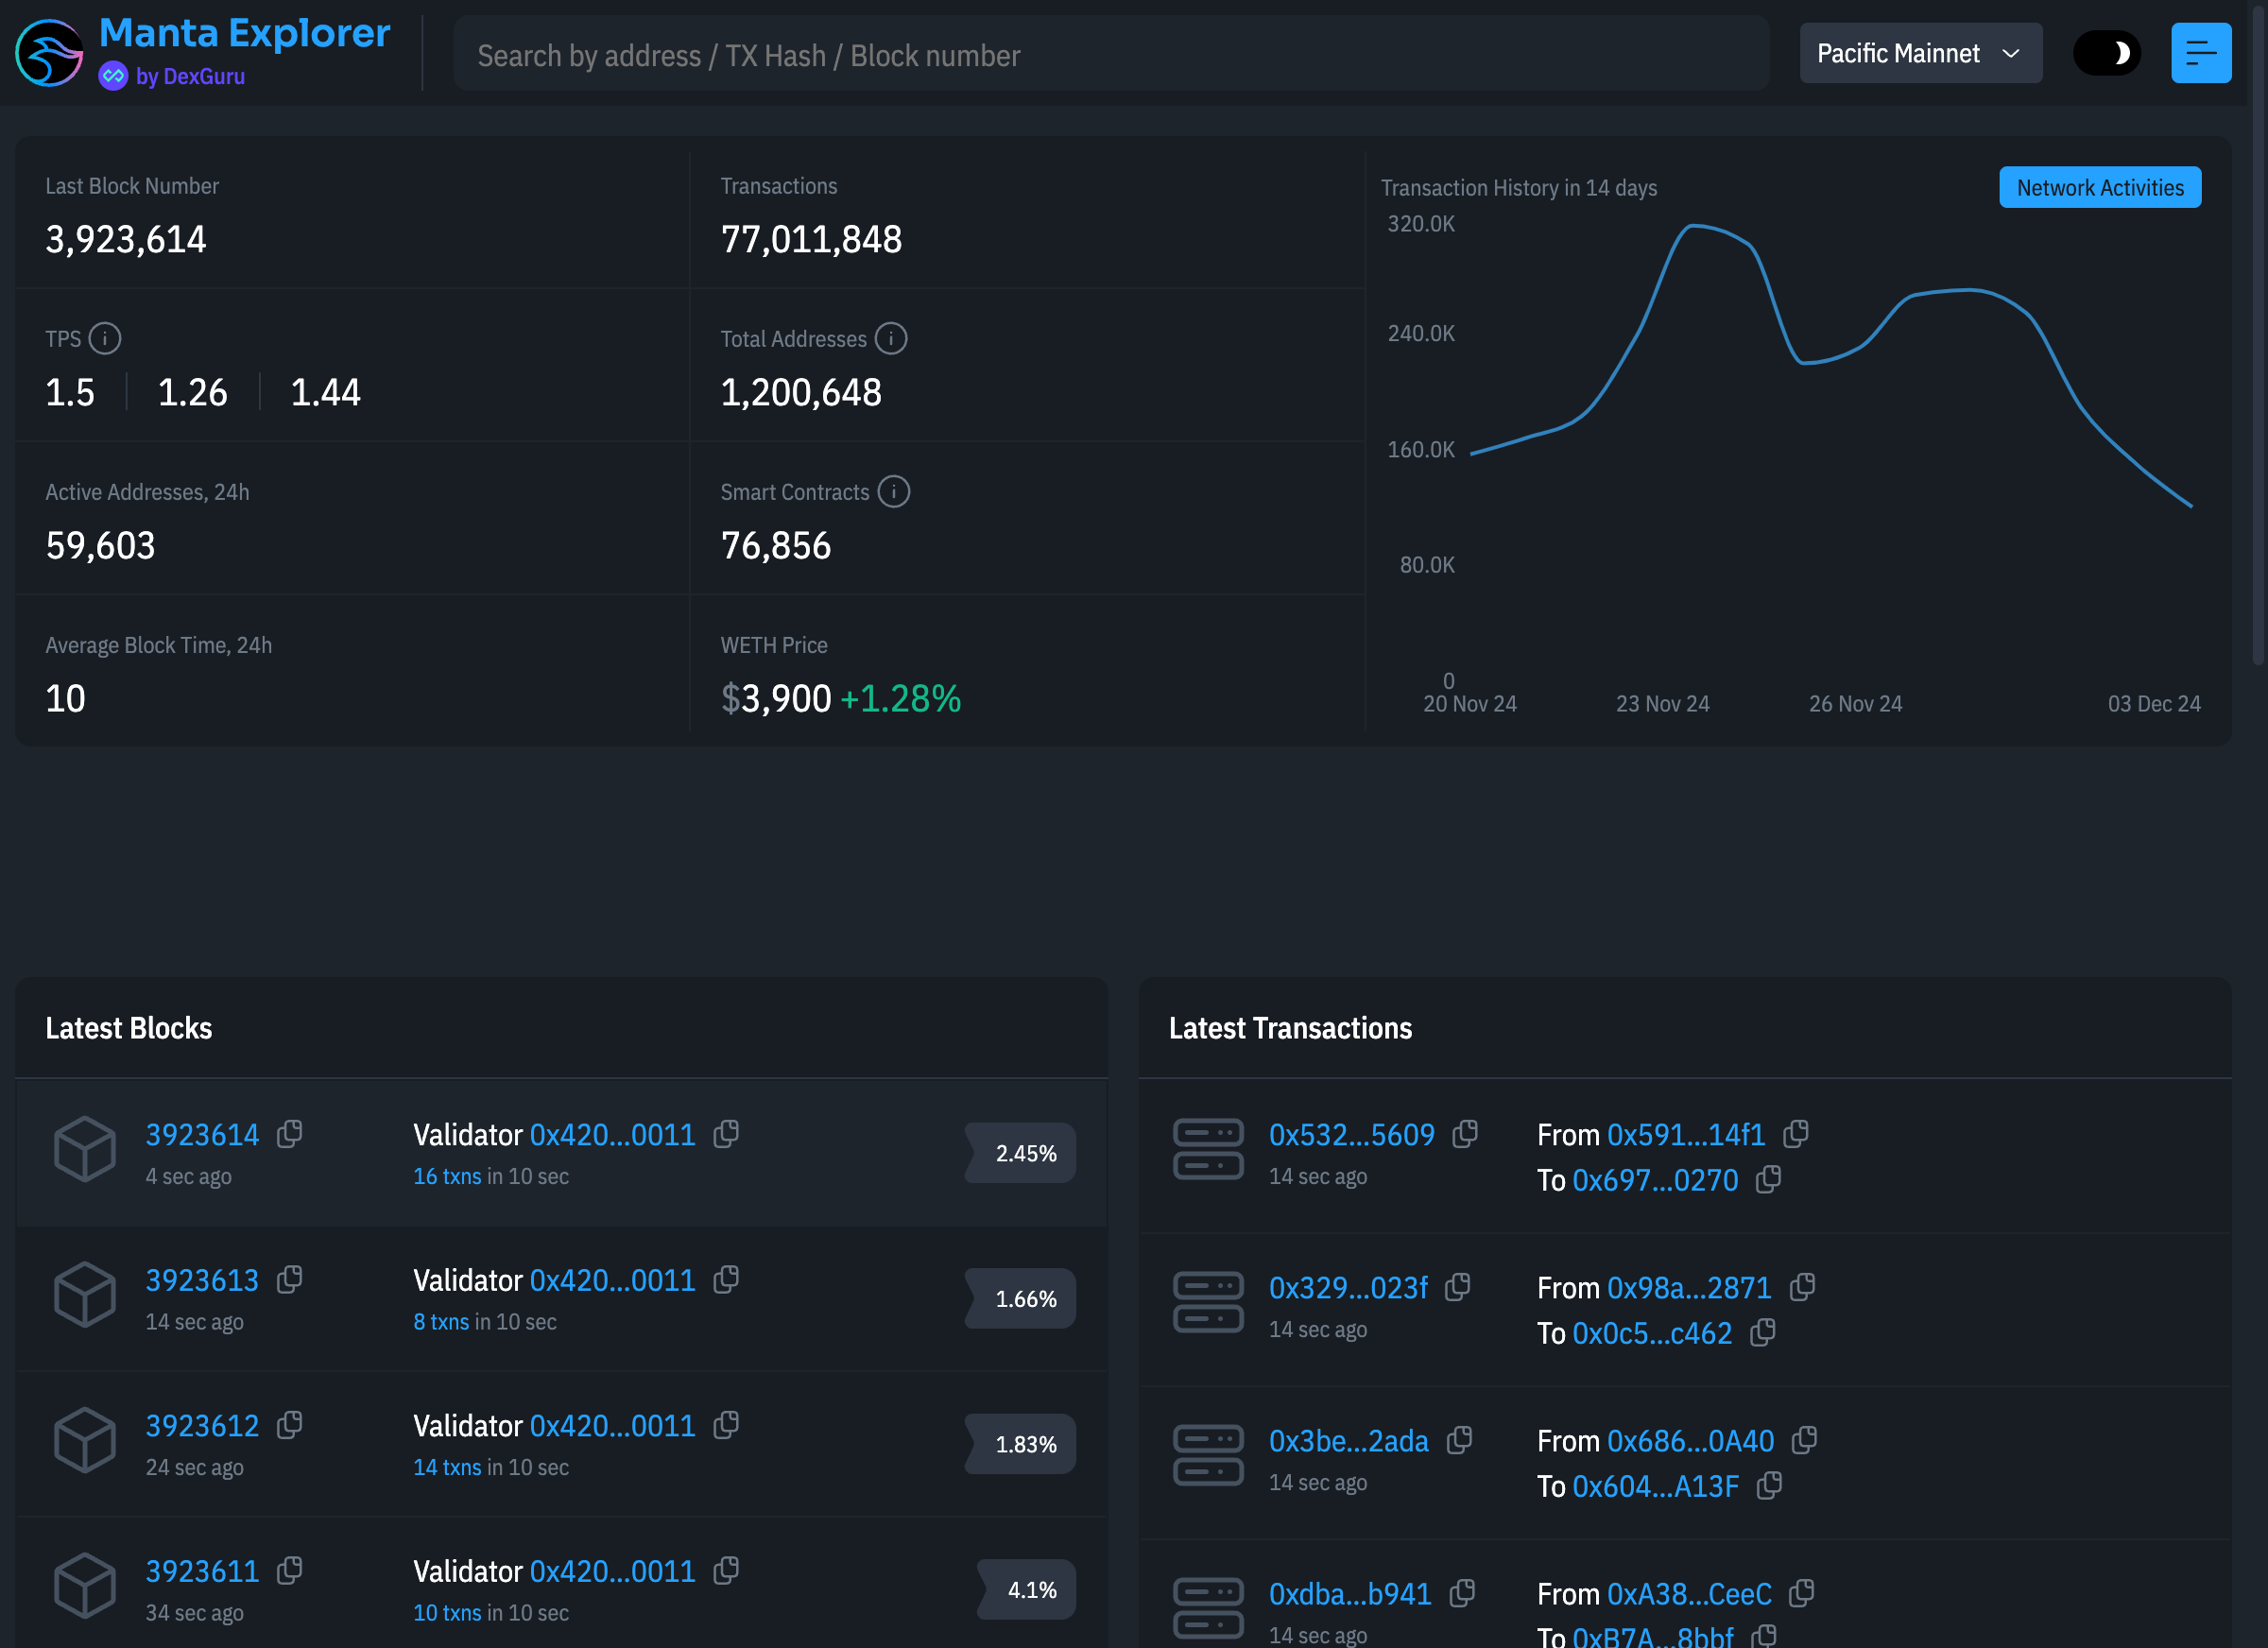 Manta Explorer
by DexGuru
Search by address / TX Hash / Block number
Pacific Mainnet
Last Block Number
3,923,614
Transactions
77,011,848
TPS
1.5 1.26 1.44
Total Addresses
1,200,648
Active Addresses, 24h
59,603
Smart Contracts
76,856
Average Block Time, 24h
10
WETH Price
$3,900 +1.28%
Transaction History in 14 days
Network Activities
320.0K
240.0K
160.0K
80.0K
0
20 Nov 24 23 Nov 24 26 Nov 24 03 Dec 24
Latest Blocks
3923614 Validator 0x420...0011
4 sec ago 16 txns in 10 sec
2.45%
3923613 Validator 0x420...0011
14 sec ago 8 txns in 10 sec
1.66%
3923612 Validator 0x420...0011
24 sec ago 14 txns in 10 sec
1.83%
3923611 Validator 0x420...0011
34 sec ago 10 txns in 10 sec
4.1%
Latest Transactions
0x532...5609 From 0x591...14f1
14 sec ago To 0x697...0270
0x329...023f From 0x98a...2871
14 sec ago To 0x0c5...c462
0x3be...2ada From 0x686...0A40
14 sec ago To 0x604...A13F
0xdba...b941 From 0xA38...CeeC
14 sec ago To 0xB7A...8bbf